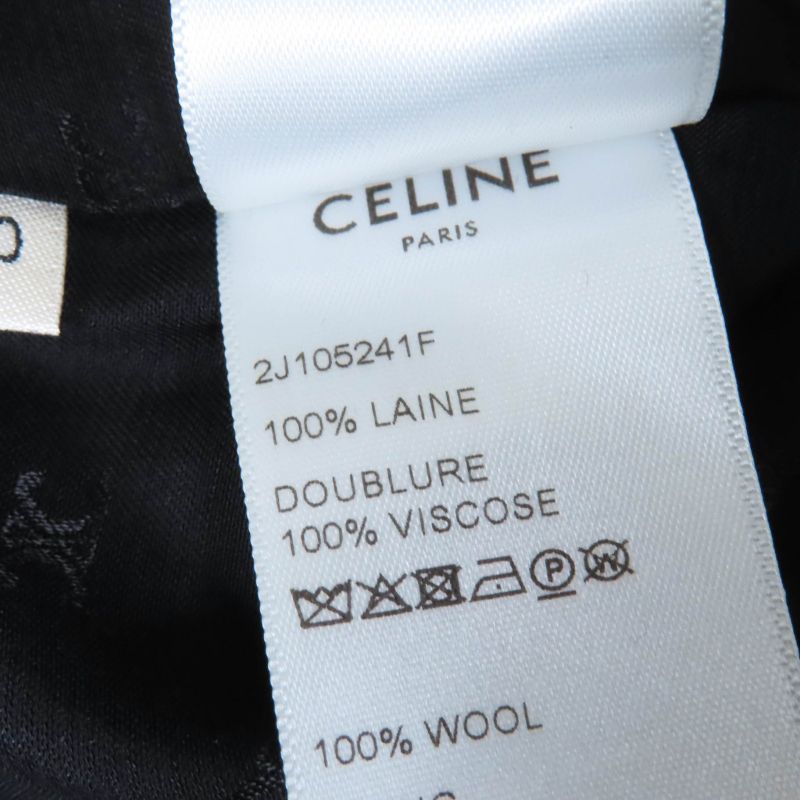 CELINE
PARIS
2J105241F
100% LAINE
DOUBLURE
100% VISCOSE
P W
100% WOOL